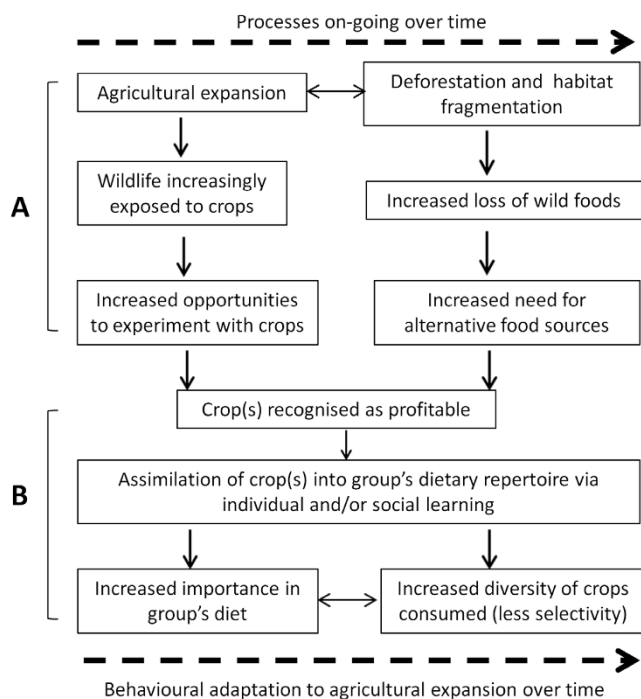 Processes on-going over time
Agricultural expansion
Deforestation and habitat
fragmentation
A
Wildlife increasingly
exposed to crops
Increased loss of wild foods
Increased opportunities
to experiment with crops
Increased need for
alternative food sources
Crop(s) recognised as profitable
B
Assimilation of crop(s) into group's dietary repertoire via
individual and/or social learning
Increased importance in
group's diet
Increased diversity of crops
consumed (less selectivity)
Behavioural adaptation to agricultural expansion over time